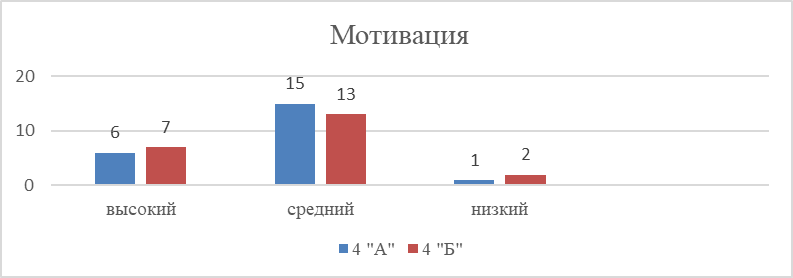 Мотивация
20
10
0
6
7
15
13
1
2
высокий
средний
низкий
4 "А"
4 "Б"